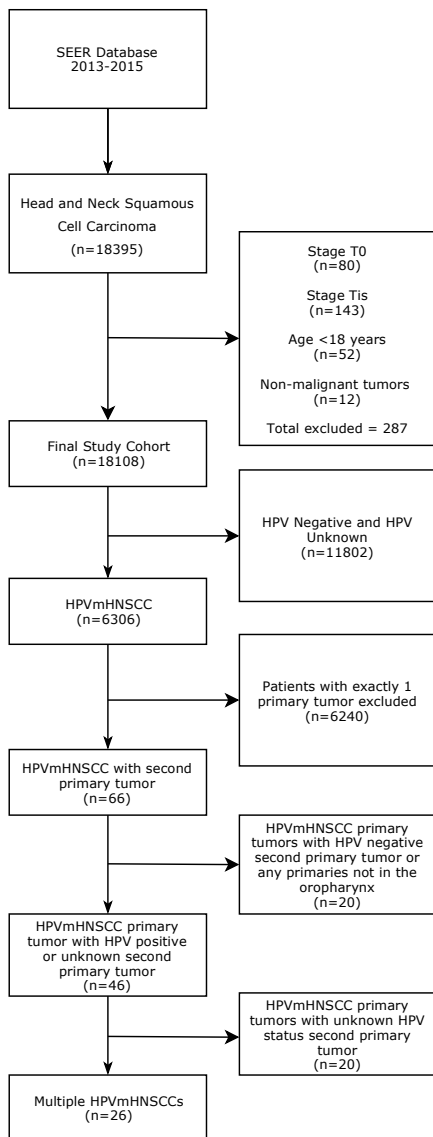 SEER Database
2013-2015
Head and Neck Squamous
Cell Carcinoma
(n=18395)
Stage T0
(n=80)
Stage Tis
(n=143)
Age <18 years
(n=52)
Non-malignant tumors
(n=12)
Total excluded = 287
Final Study Cohort
(n=18108)
HPV Negative and HPV
Unknown
(n=11802)
HPVmHNSCC
(n=6306)
Patients with exactly 1
primary tumor excluded
(n=6240)
HPVmHNSCC with second
primary tumor
(n=66)
HPVmHNSCC primary
tumors with HPV negative
second primary tumor or
any primaries not in the
oropharynx
(n=20)
HPVmHNSCC primary
tumor with HPV positive
or unknown second
primary tumor
(n=46)
HPVmHNSCC primary
tumors with unknown HPV
status second primary
tumor
(n=20)
Multiple HPVmHNSCCs
(n=26)